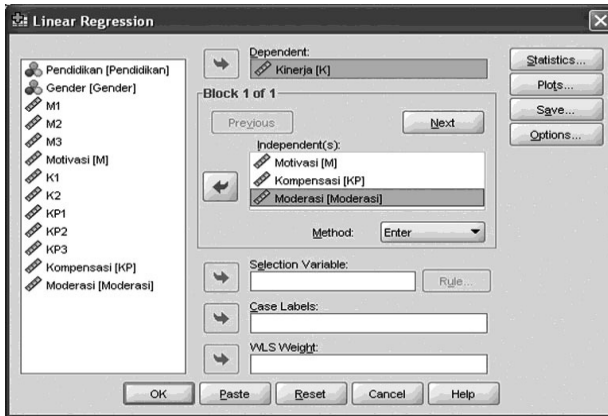 Linear Regression
Pendidikan [Pendidikan]
Gender [Gender]
M1
M2
M3
Motivasi [M]
K1
K2
KP1
KP2
KP3
Kompensasi [KP]
Moderasi [Moderasi]
Dependent:
Kinerja [K]
Block 1 of 1
Previous
Next
Independent(s):
Motivasi [M]
Kompensasi [KP]
Moderasi [Moderasi]
Method:
Enter
Selection Variable:
Rule...
Case Labels:
WLS Weight:
Statistics...
Plots...
Save...
Options...
OK
Paste
Reset
Cancel
Help